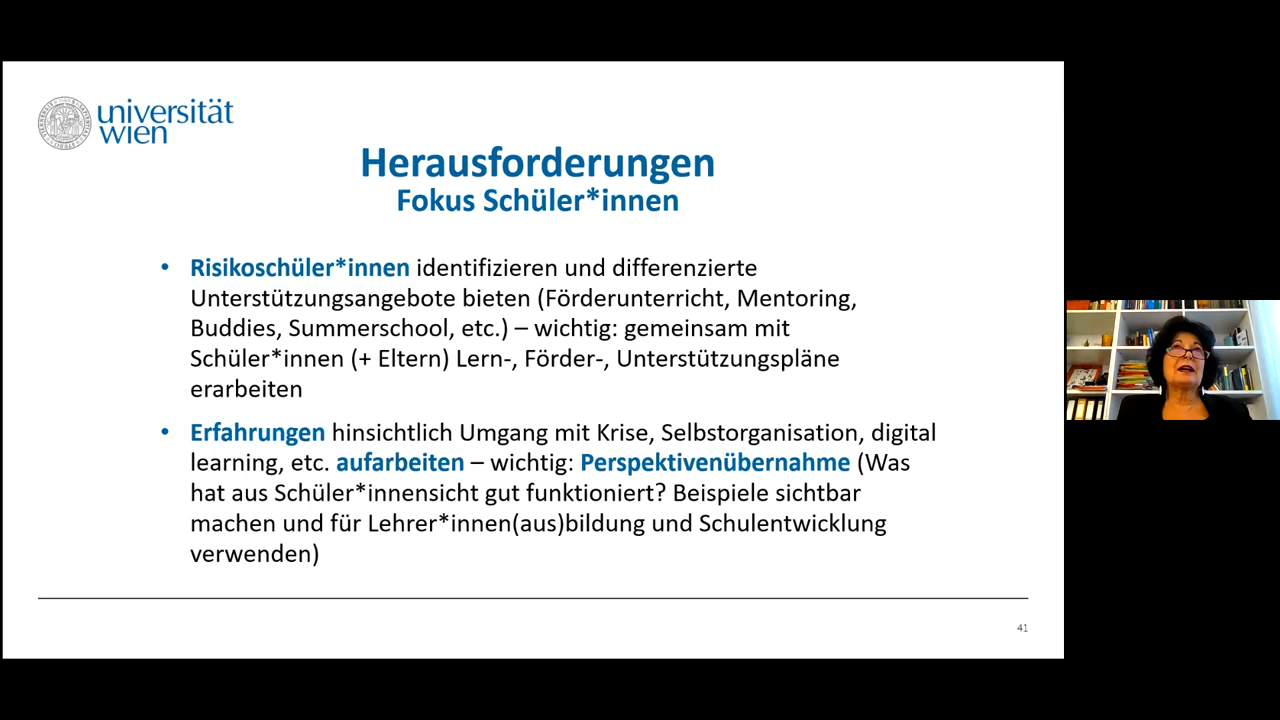 universität
wien
Herausforderungen
Fokus Schüler*innen
• Risikoschüler*innen identifizieren und differenzierte
Unterstützungsangebote bieten (Förderunterricht, Mentoring,
Buddies, Summerschool, etc.) – wichtig: gemeinsam mit
Schüler*innen (+ Eltern) Lern-, Förder-, Unterstützungspläne
erarbeiten
• Erfahrungen hinsichtlich Umgang mit Krise, Selbstorganisation, digital
learning, etc. aufarbeiten – wichtig: Perspektivenübernahme (Was
hat aus Schüler*innensicht gut funktioniert? Beispiele sichtbar
machen und für Lehrer*innen(aus)bildung und Schulentwicklung
verwenden)
41